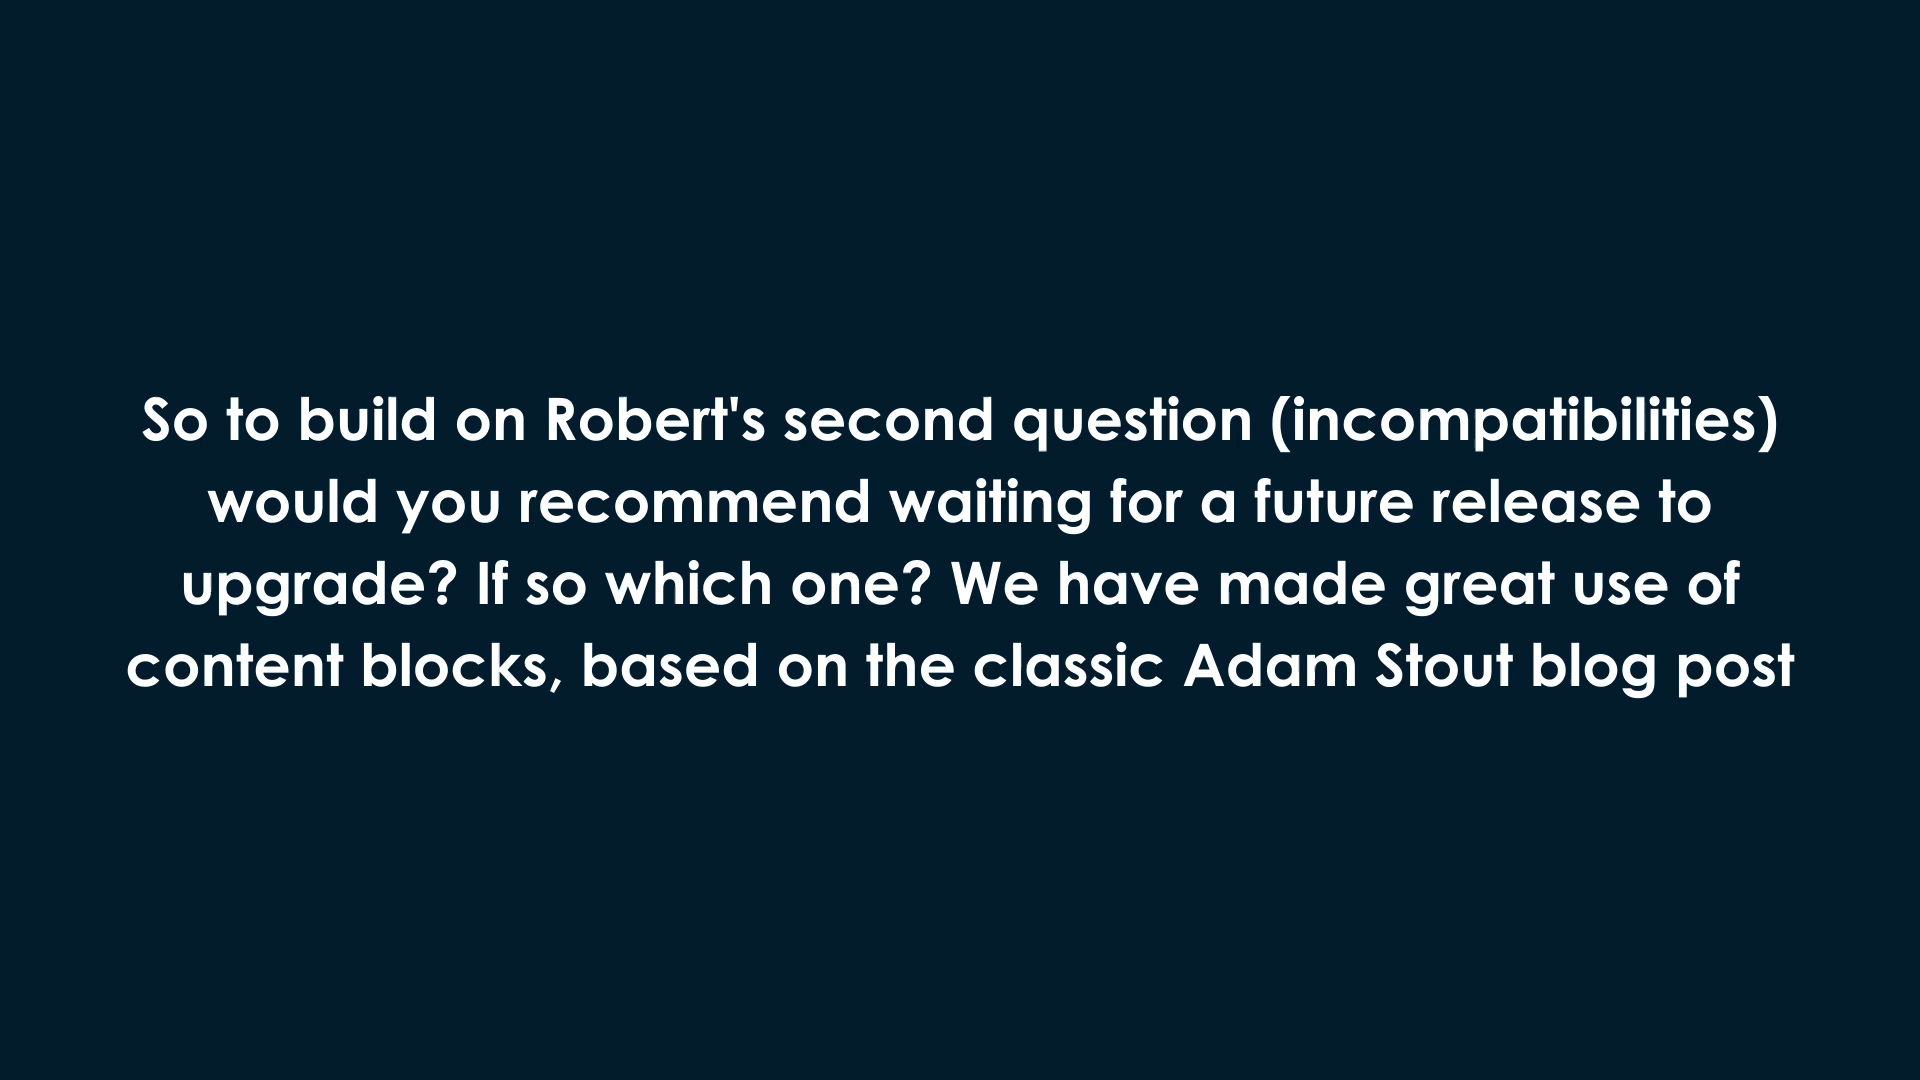 So to build on Robert's second question (incompatibilities)
would you recommend waiting for a future release to
upgrade? If so which one? We have made great use of
content blocks, based on the classic Adam Stout blog post